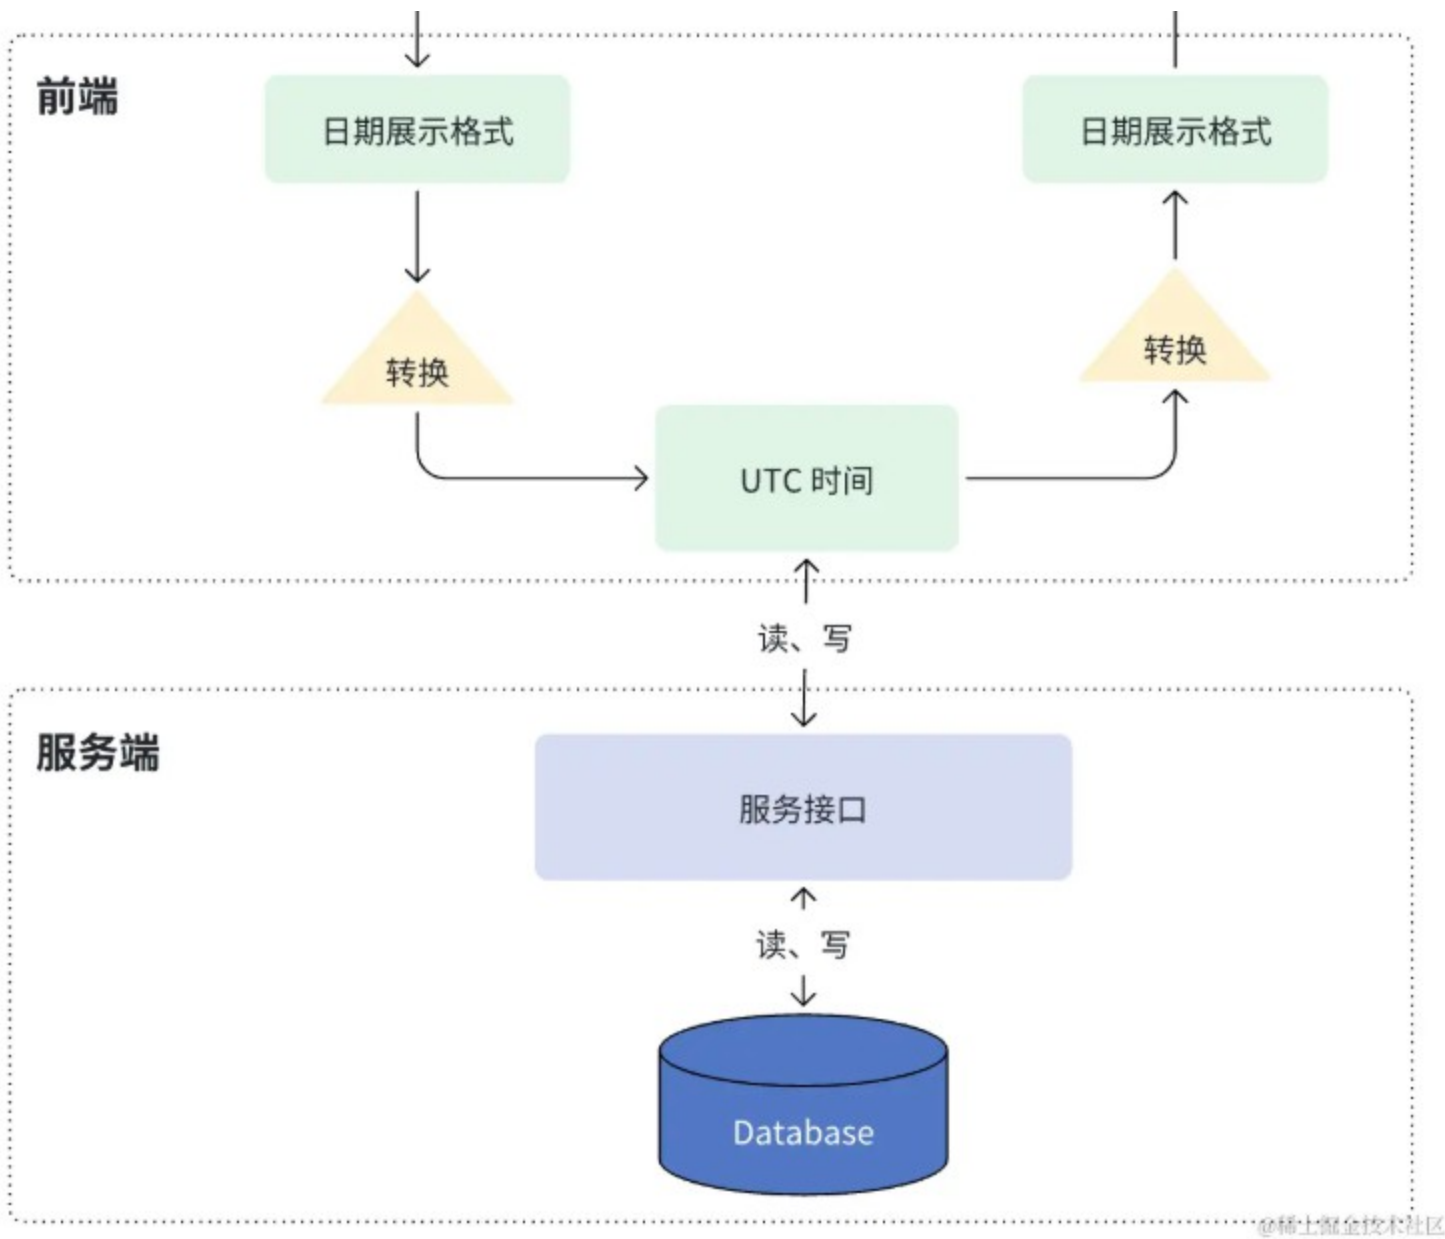 前端
日期展示格式
日期展示格式
转换
转换
UTC 时间
读、写
服务端
服务接口
读、写
Database
@稀土掘金技术社区